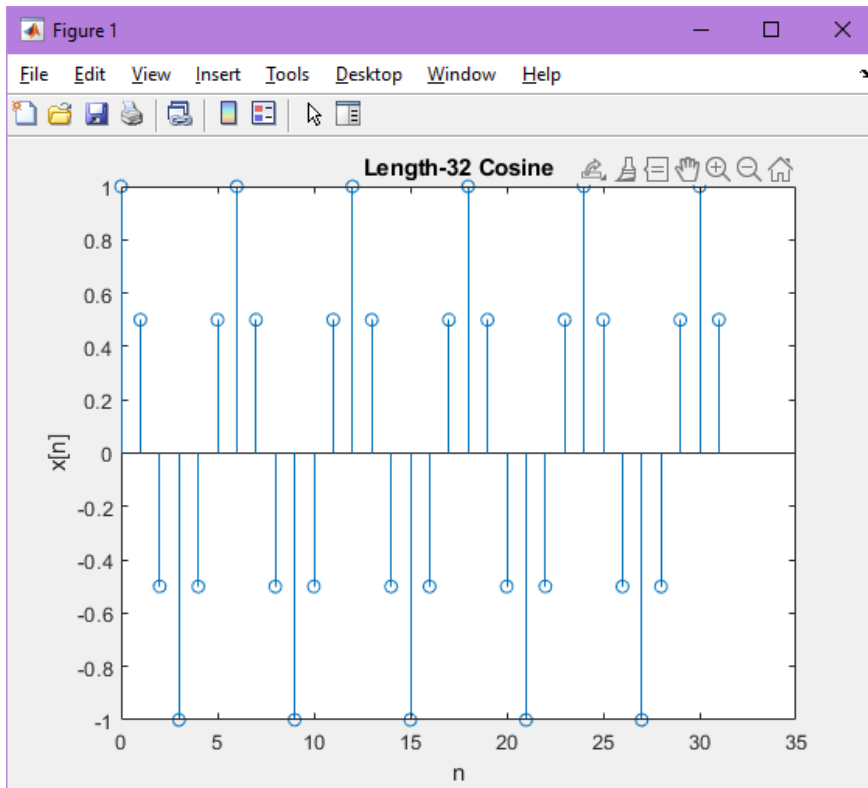 Figure 1
File Edit View Insert Tools Desktop Window Help
Length-32 Cosine
1
0.8
0.6
0.4
0.2
0
-0.2
-0.4
-0.6
-0.8
-1
x[n]
0 5 10 15 20 25 30 35
n